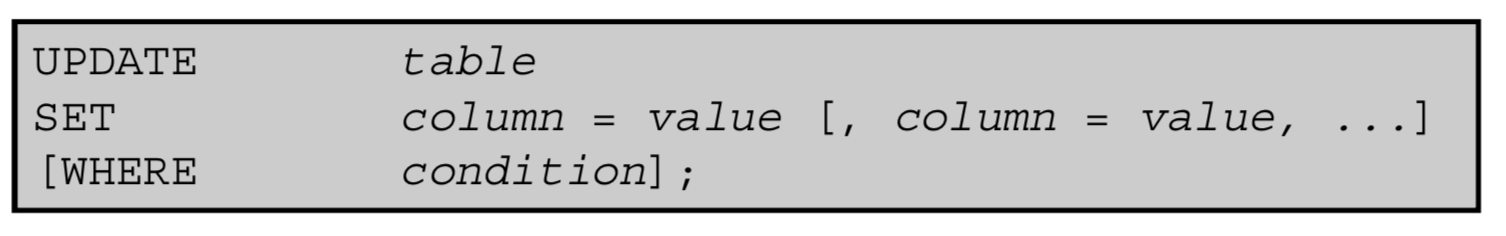 UPDATE table
SET column = value [, column = value, ...]
[WHERE condition];